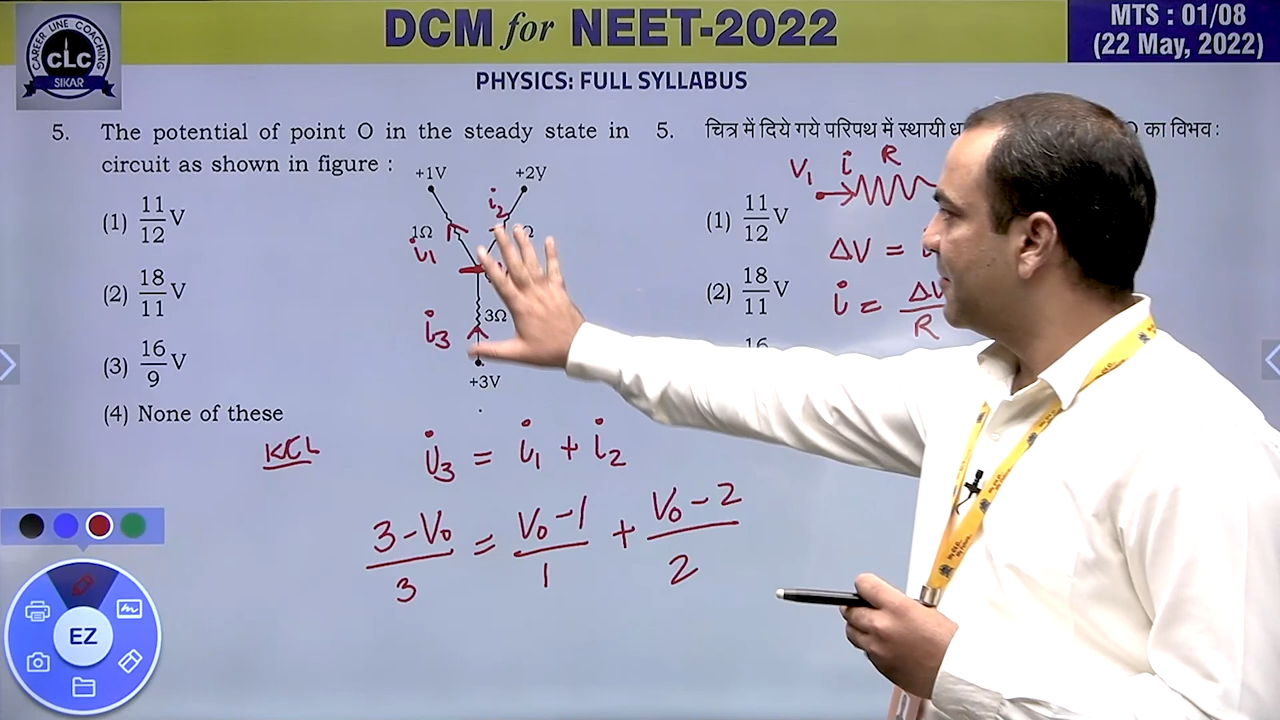 CAREER LINE COACHING
CLC
SIKAR
DCM for NEET-2022
MTS : 01/08
(22 May, 2022)
PHYSICS: FULL SYLLABUS
5. The potential of point O in the steady state in
circuit as shown in figure :
(1) 11/12 V
(2) 18/11 V
(3) 16/9 V
(4) None of these
+1V
+2V
1Ω
Ω
3Ω
+3V
i₁
i₂
i₃
KCL
i₃ = i₁ + i₂
(3-V₀)/3 = (V₀-1)/1 + (V₀-2)/2
5. चित्र में दिये गये परिपथ में स्थायी
का विभव :
(1) 11/12 V
(2) 18/11 V
16
V₁ i R
ΔV =
i = ΔV/R
EZ